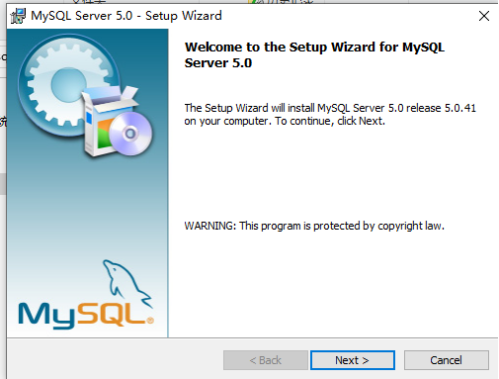 MySQL Server 5.0 - Setup Wizard
Welcome to the Setup Wizard for MySQL
Server 5.0
The Setup Wizard will install MySQL Server 5.0 release 5.0.41
on your computer. To continue, click Next.
WARNING: This program is protected by copyright law.
MySQL.
< Back
Next >
Cancel